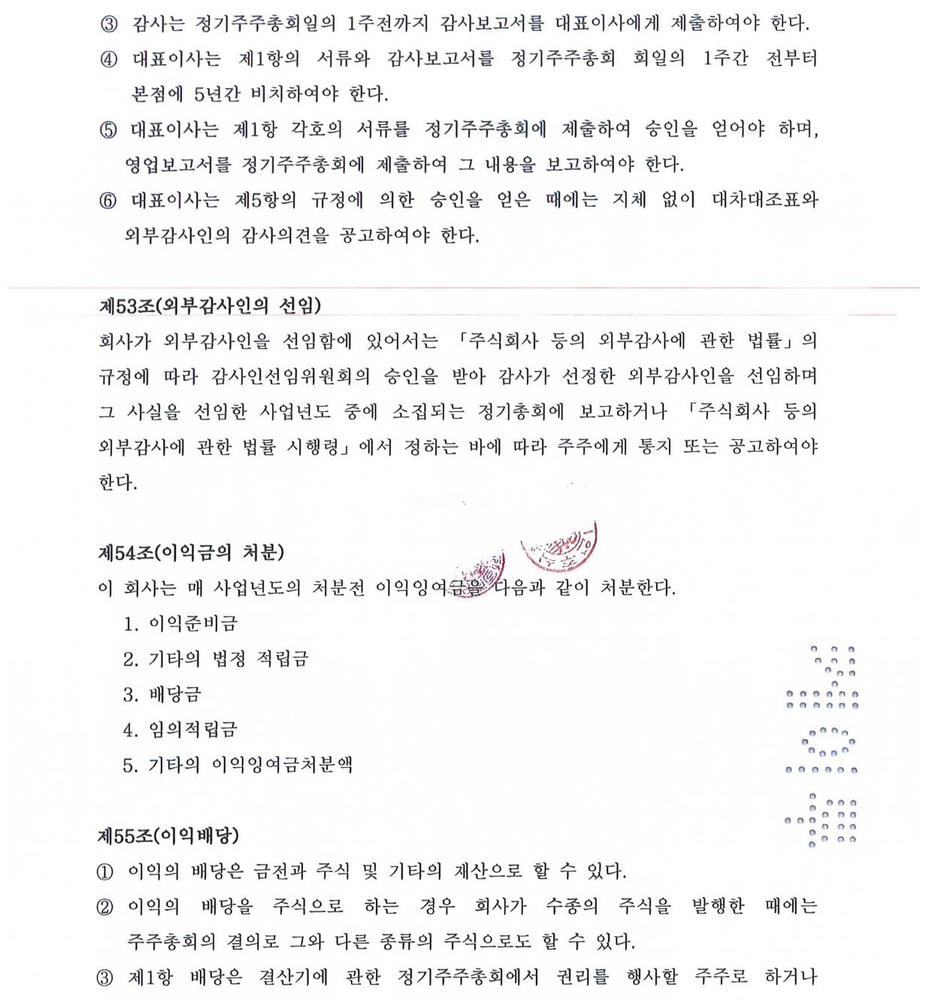 ③ 감사는 정기주주총회일의 1주전까지 감사보고서를 대표이사에게 제출하여야 한다.
④ 대표이사는 제1항의 서류와 감사보고서를 정기주주총회 회일의 1주간 전부터
본점에 5년간 비치하여야 한다.
⑤ 대표이사는 제1항 각호의 서류를 정기주주총회에 제출하여 승인을 얻어야 하며,
영업보고서를 정기주주총회에 제출하여 그 내용을 보고하여야 한다.
⑥ 대표이사는 제5항의 규정에 의한 승인을 얻은 때에는 지체 없이 대차대조표와
외부감사인의 감사의견을 공고하여야 한다.
제53조(외부감사인의 선임)
회사가 외부감사인을 선임함에 있어서는 「주식회사 등의 외부감사에 관한 법률」의
규정에 따라 감사인선임위원회의 승인을 받아 감사가 선정한 외부감사인을 선임하며
그 사실을 선임한 사업년도 중에 소집되는 정기총회에 보고하거나 「주식회사 등의
외부감사에 관한 법률 시행령」에서 정하는 바에 따라 주주에게 통지 또는 공고하여야
한다.
제54조(이익금의 처분)
이 회사는 매 사업년도의 처분전 이익잉여금을 다음과 같이 처분한다.
1. 이익준비금
2. 기타의 법정 적립금
3. 배당금
4. 임의적립금
5. 기타의 이익잉여금처분액
제55조(이익배당)
① 이익의 배당은 금전과 주식 및 기타의 재산으로 할 수 있다.
② 이익의 배당을 주식으로 하는 경우 회사가 수종의 주식을 발행한 때에는
주주총회의 결의로 그와 다른 종류의 주식으로도 할 수 있다.
③ 제1항 배당은 결산기에 관한 정기주주총회에서 권리를 행사할 주주로 하거나